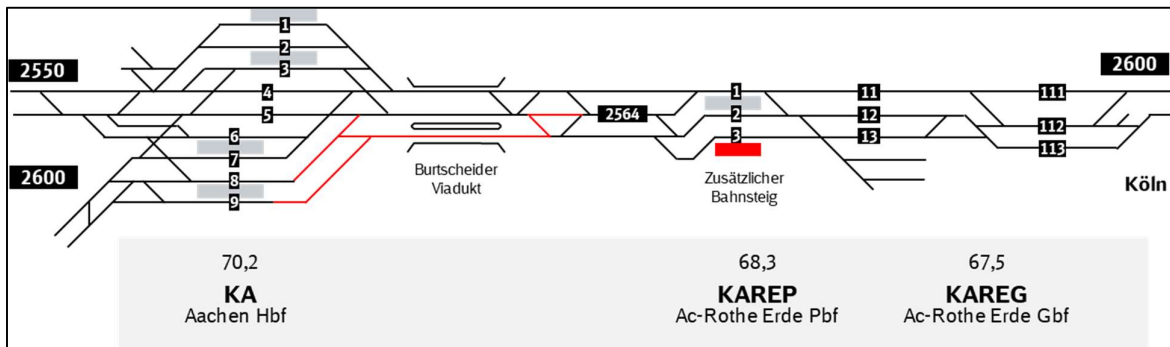 1
2
3
2550
2600
4
5
2564
1
2
3
11
12
13
111
112
113
6
7
8
9
2600
Burtscheider
Viadukt
Zusätzlicher
Bahnsteig
Köln
70,2
68,3
67,5
KA
KAREP
KAREG
Aachen Hbf
Ac-Rothe Erde Pbf
Ac-Rothe Erde Gbf